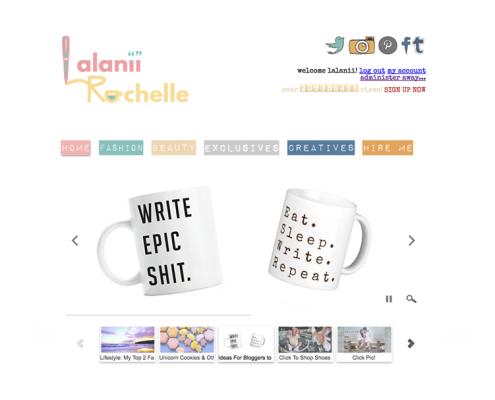 lalanii
Rochelle
welcome lalanii! log out my account
administer away...
over views! SIGN UP NOW
HOME FASHION BEAUTY EXCLUSIVES CREATIVES HIRE ME
WRITE
EPIC
SHIT.
Eat.
Sleep.
Write.
Repeat.
Lifestyle: My Top 2 Fa
Unicorn Cookies & Oth
Ideas For Bloggers to
Click To Shop Shoes
Click Pic!